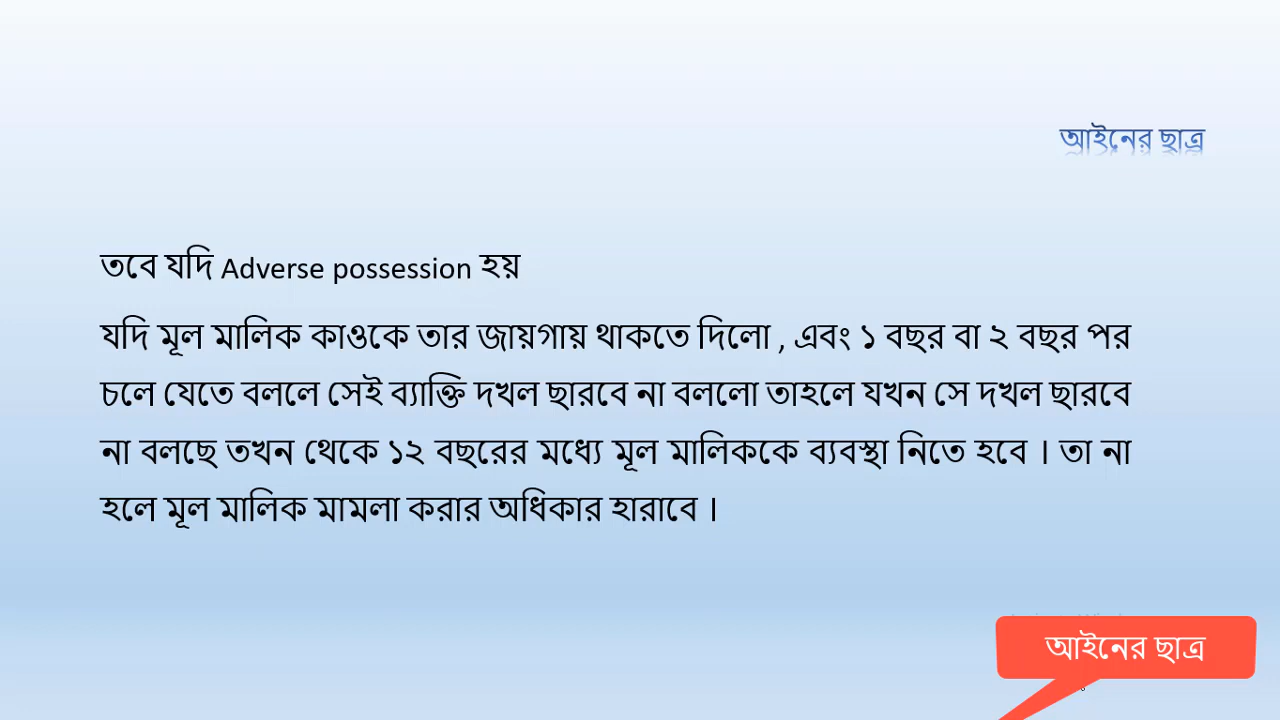 আইনের ছাত্র
তবে যদি Adverse possession হয়
যদি মূল মালিক কাওকে তার জায়গায় থাকতে দিলো , এবং ১ বছর বা ২ বছর পর
চলে যেতে বললে সেই ব্যাক্তি দখল ছারবে না বললো তাহলে যখন সে দখল ছারবে
না বলছে তখন থেকে ১২ বছরের মধ্যে মূল মালিককে ব্যবস্থা নিতে হবে । তা না
হলে মূল মালিক মামলা করার অধিকার হারাবে ।
আইনের ছাত্র